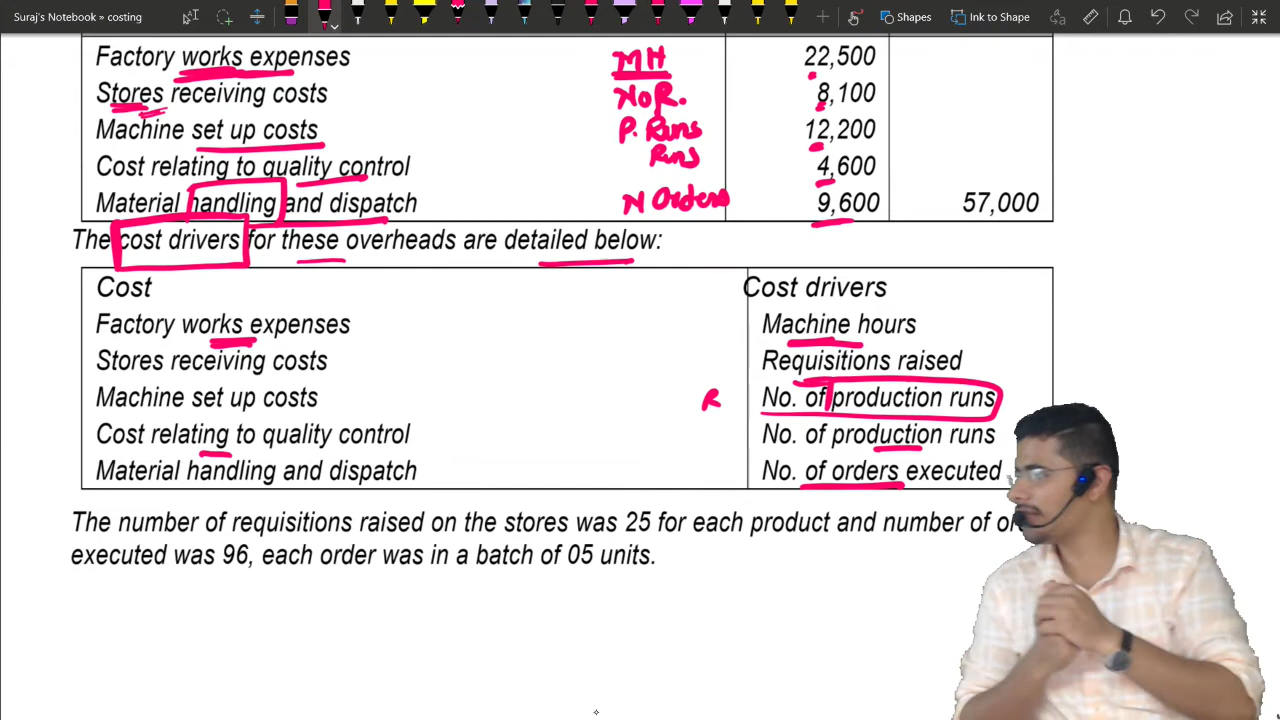 Suraj's Notebook » costing
Shapes
Ink to Shape
Factory works expenses MH 22,500
Stores receiving costs No R. 8,100
Machine set up costs P. Runs 12,200
Runs
Cost relating to quality control 4,600
Material handling and dispatch N Orders 9,600 57,000
The cost drivers for these overheads are detailed below:
Cost Cost drivers
Factory works expenses Machine hours
Stores receiving costs Requisitions raised
Machine set up costs R No. of production runs
Cost relating to quality control No. of production runs
Material handling and dispatch No. of orders executed
The number of requisitions raised on the stores was 25 for each product and number of
executed was 96, each order was in a batch of 05 units.